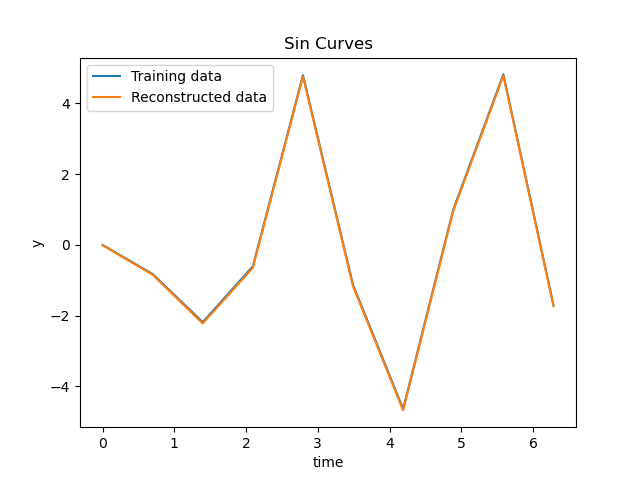 Sin Curves
Training data
Reconstructed data
y
4
2
0
−2
−4
0 1 2 3 4 5 6
time